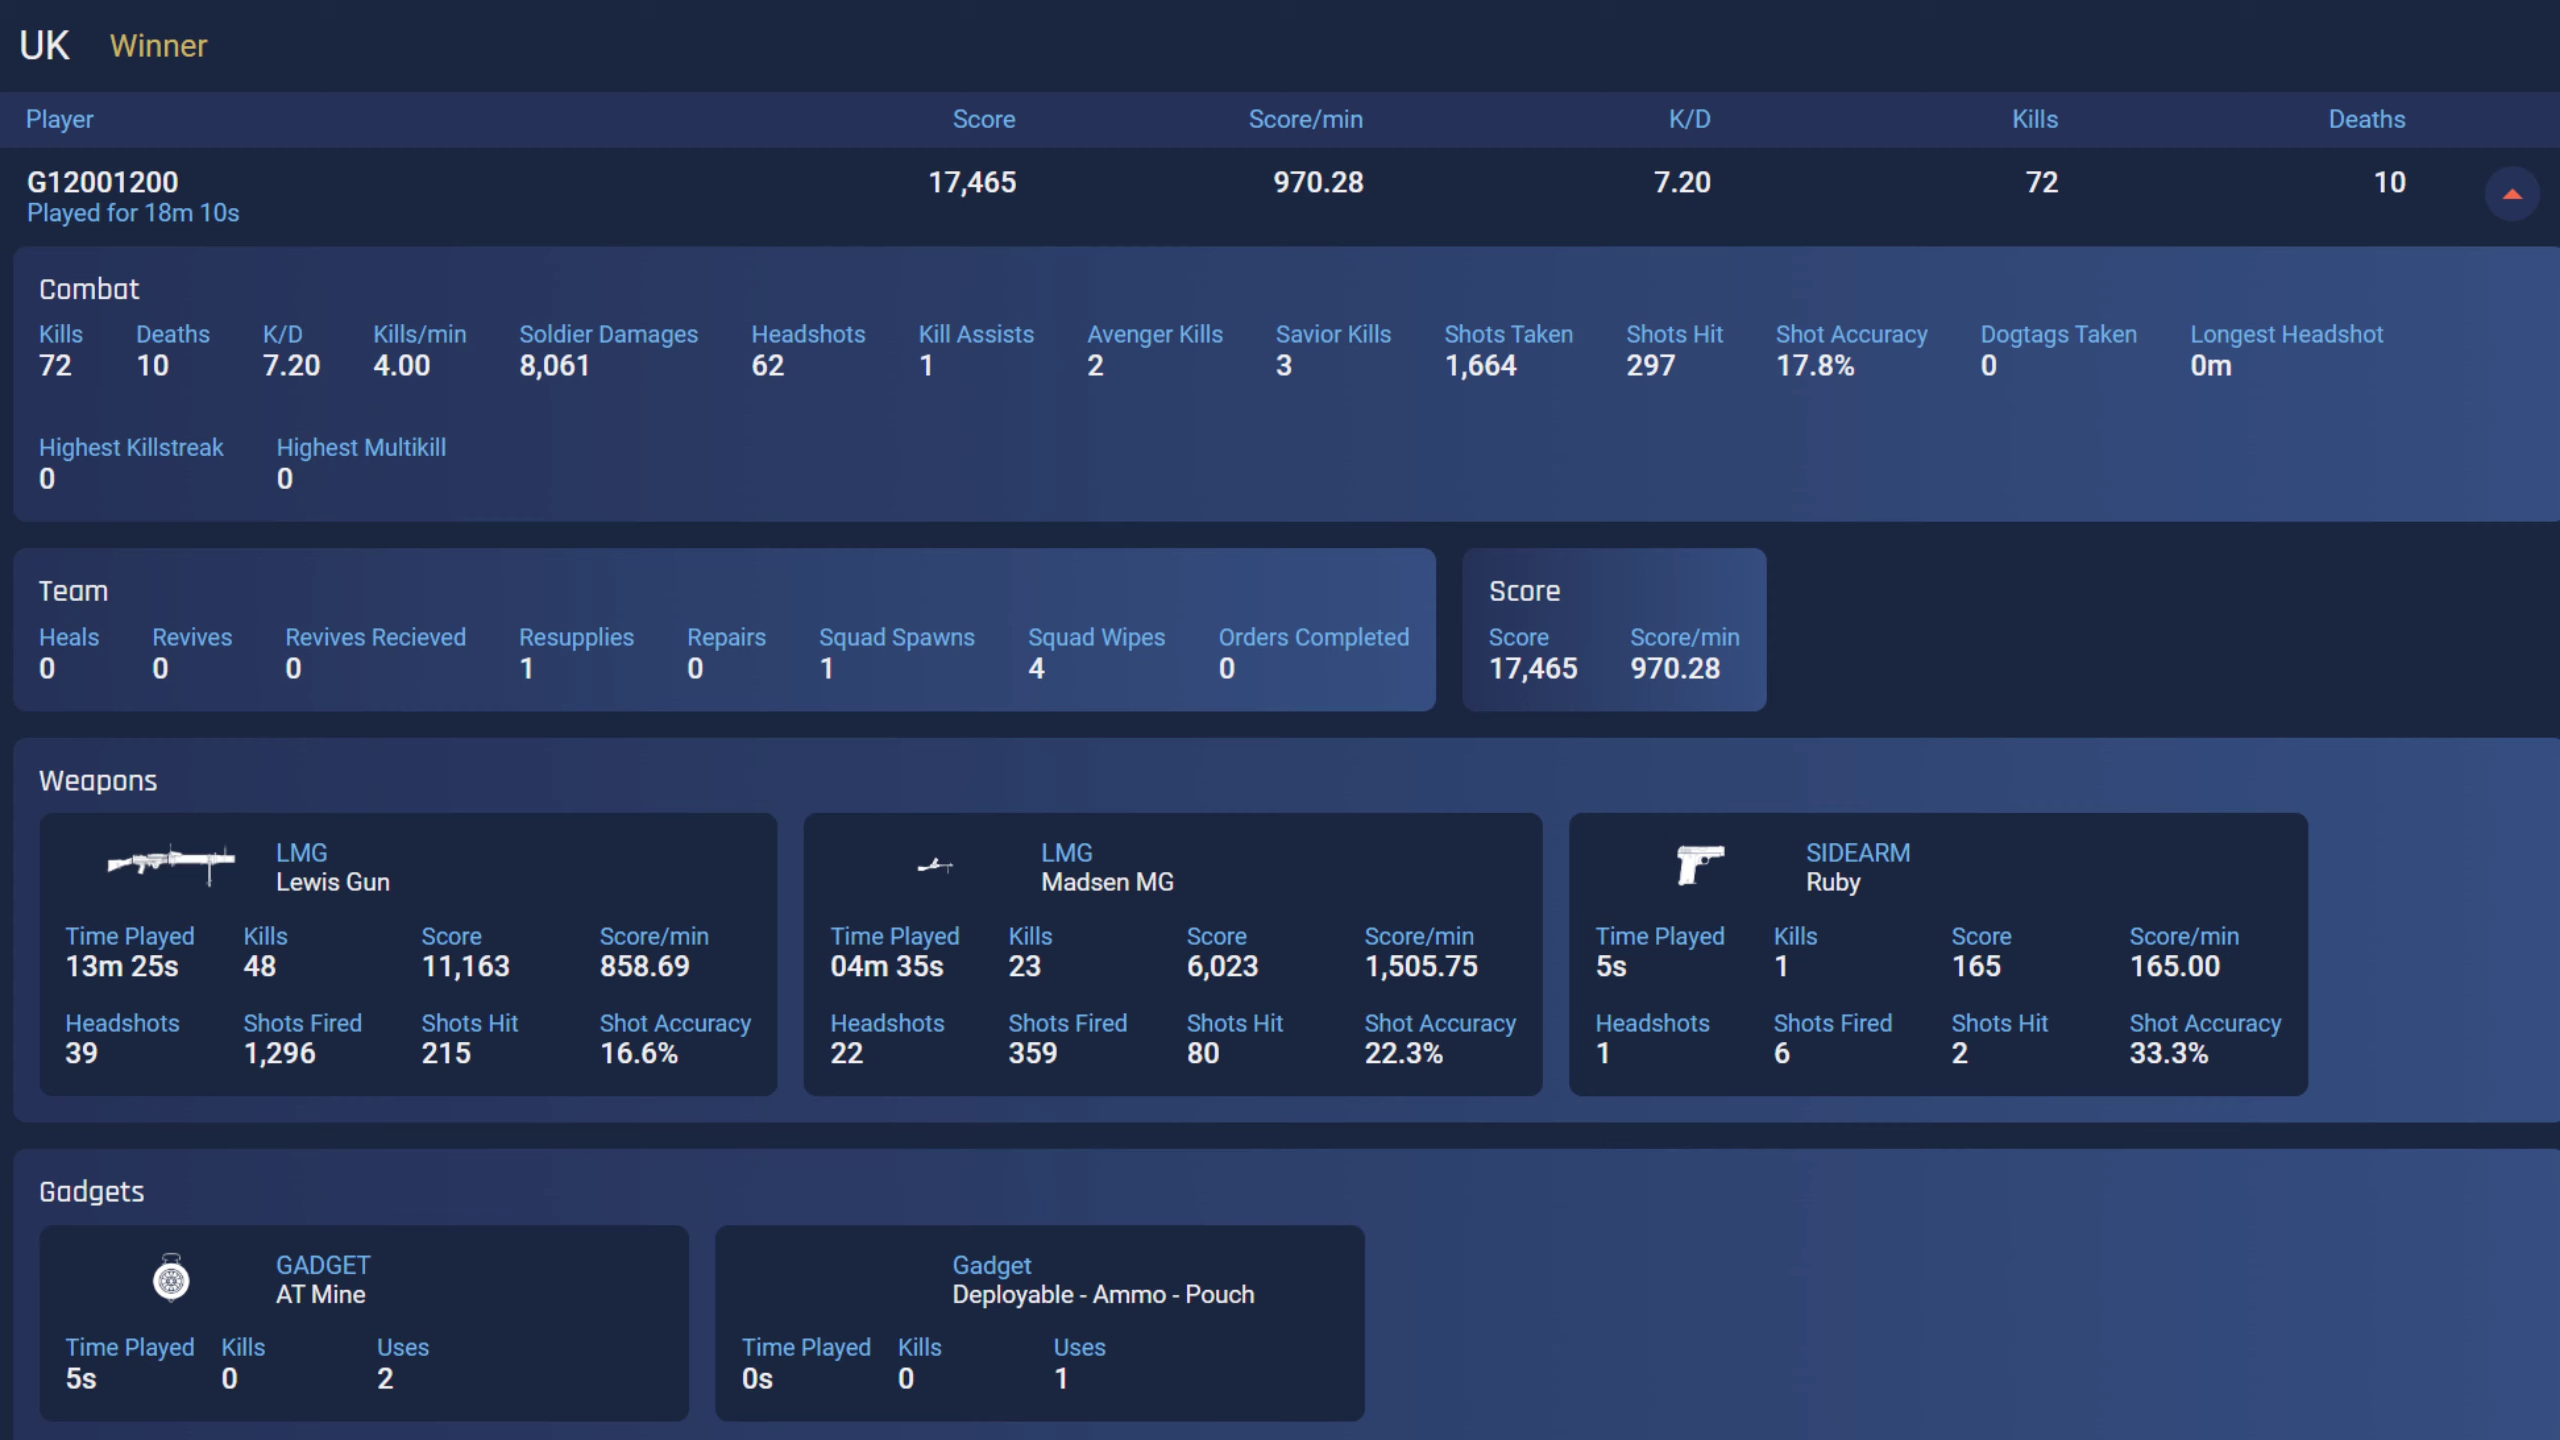 UK Winner
Player Score Score/min K/D Kills Deaths
G12001200 17,465 970.28 7.20 72 10
Played for 18m 10s
Combat
Kills Deaths K/D Kills/min Soldier Damages Headshots Kill Assists Avenger Kills Savior Kills Shots Taken Shots Hit Shot Accuracy Dogtags Taken Longest Headshot
72 10 7.20 4.00 8,061 62 1 2 3 1,664 297 17.8% 0 0m
Highest Killstreak Highest Multikill
0 0
Team
Heals Revives Revives Recieved Resupplies Repairs Squad Spawns Squad Wipes Orders Completed
0 0 0 1 0 1 4 0
Score
Score Score/min
17,465 970.28
Weapons
LMG
Lewis Gun
Time Played Kills Score Score/min
13m 25s 48 11,163 858.69
Headshots Shots Fired Shots Hit Shot Accuracy
39 1,296 215 16.6%
LMG
Madsen MG
Time Played Kills Score Score/min
04m 35s 23 6,023 1,505.75
Headshots Shots Fired Shots Hit Shot Accuracy
22 359 80 22.3%
SIDEARM
Ruby
Time Played Kills Score Score/min
5s 1 165 165.00
Headshots Shots Fired Shots Hit Shot Accuracy
1 6 2 33.3%
Gadgets
GADGET
AT Mine
Time Played Kills Uses
5s 0 2
Gadget
Deployable - Ammo - Pouch
Time Played Kills Uses
0s 0 1